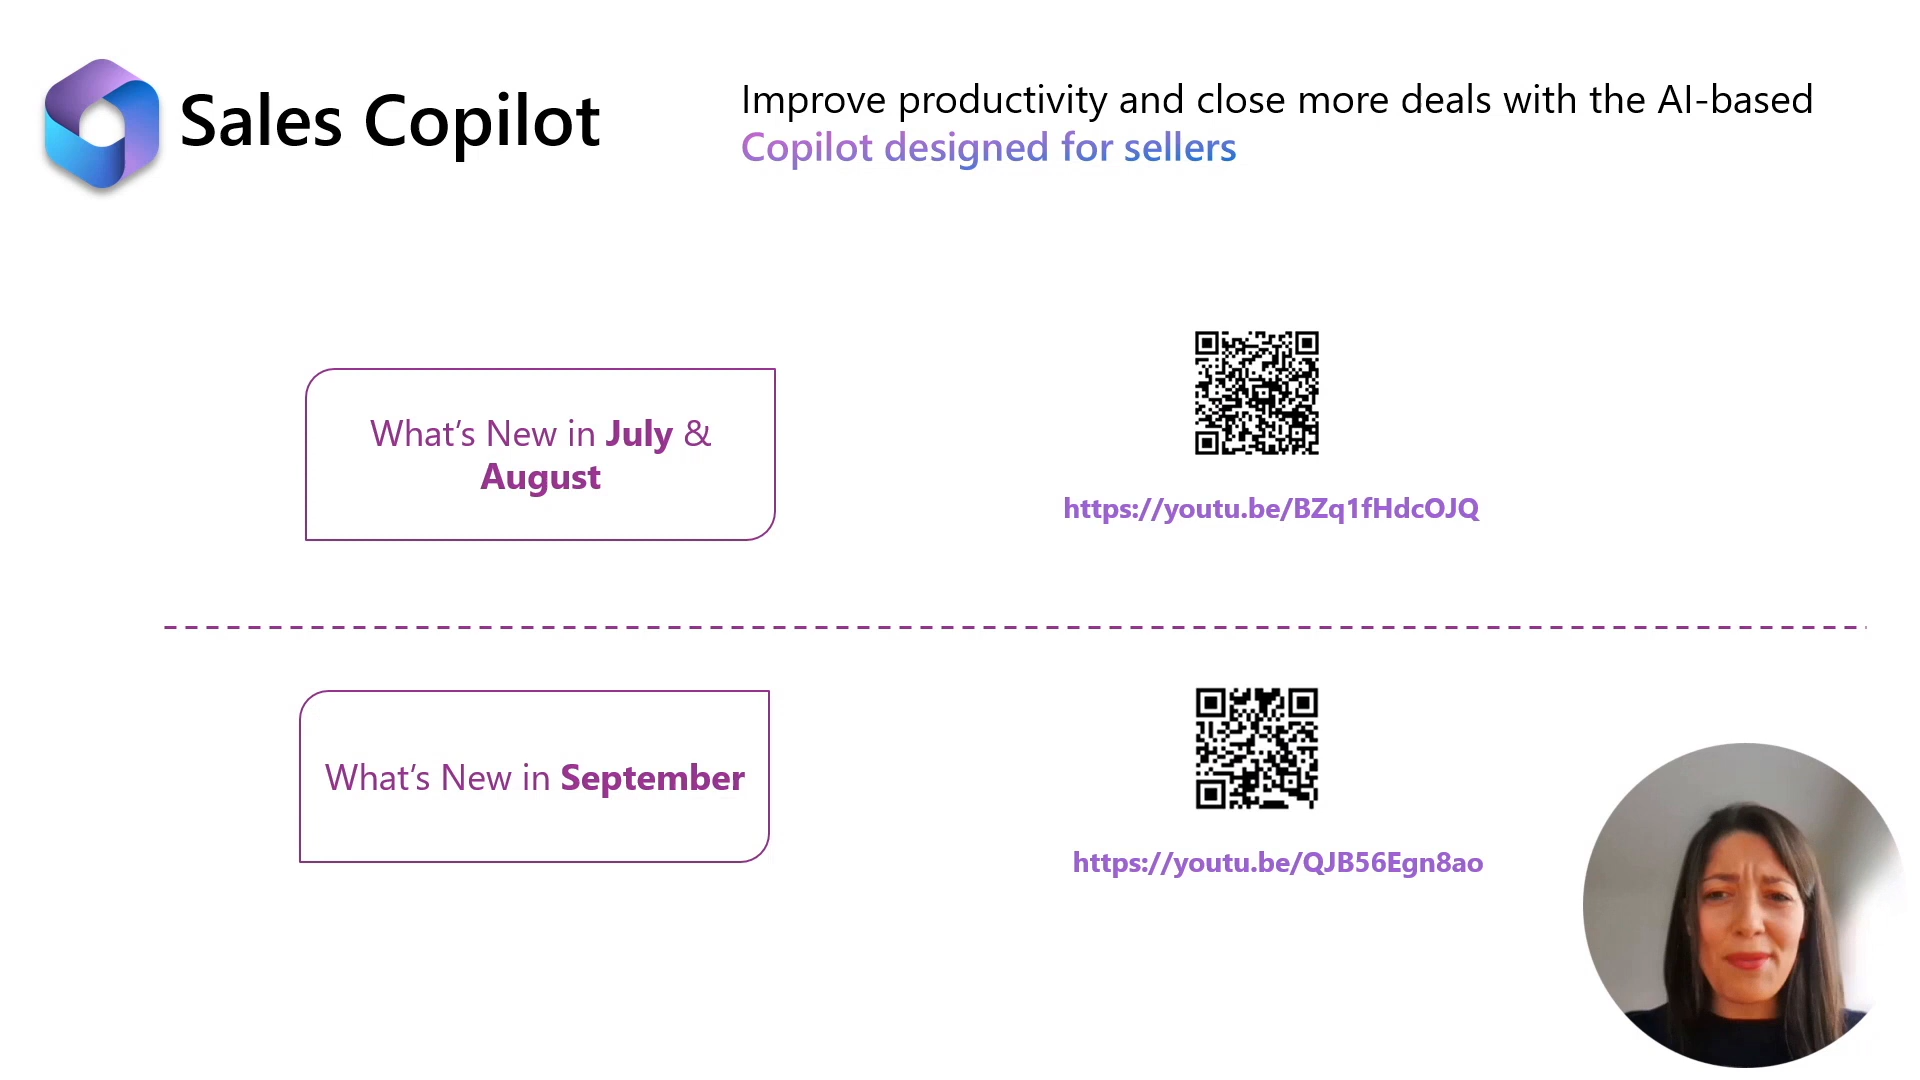 Sales Copilot
Improve productivity and close more deals with the AI-based
Copilot designed for sellers
What’s New in July &
August
https://youtu.be/BZq1fHdcOJQ
What’s New in September
https://youtu.be/QJB56Egn8ao